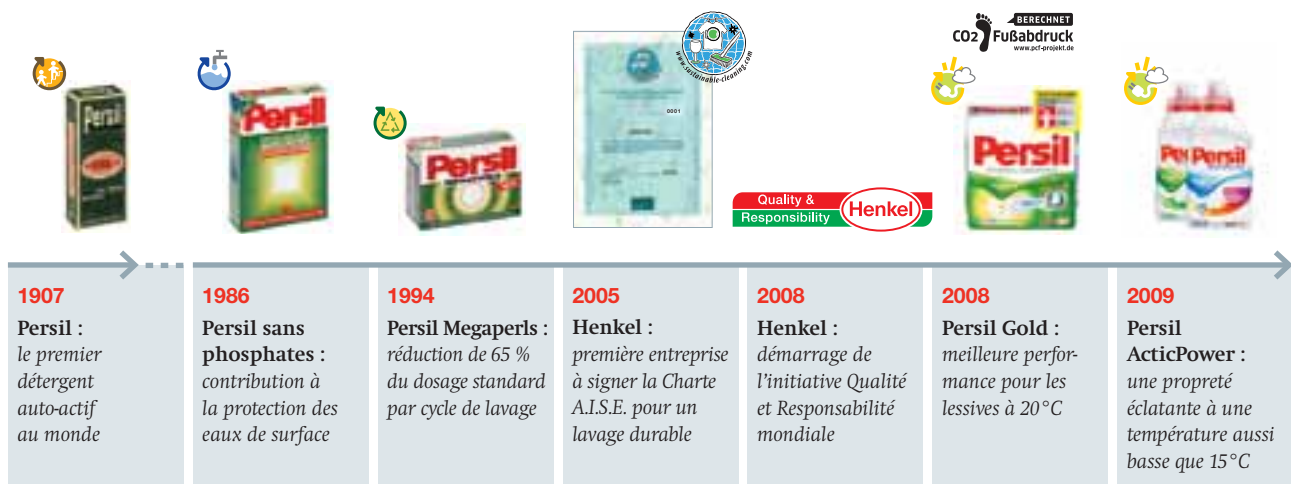 BERECHNET
CO2 Fußabdruck
www.pcf-projekt.de
www.sustainable-cleaning.com
0001
Persil
Persil
Persil
Persil
Persil
Quality &
Responsibility
Henkel
1907
Persil :
le premier
détergent
auto-actif
au monde
1986
Persil sans
phosphates :
contribution à
la protection des
eaux de surface
1994
Persil Megaperls :
réduction de 65 %
du dosage standard
par cycle de lavage
2005
Henkel :
première entreprise
à signer la Charte
A.I.S.E. pour un
lavage durable
2008
Henkel :
démarrage de
l'initiative Qualité
et Responsabilité
mondiale
2008
Persil Gold :
meilleure perfor-
mance pour les
lessives à 20°C
2009
Persil
ActicPower :
une propreté
éclatante à une
température aussi
basse que 15°C